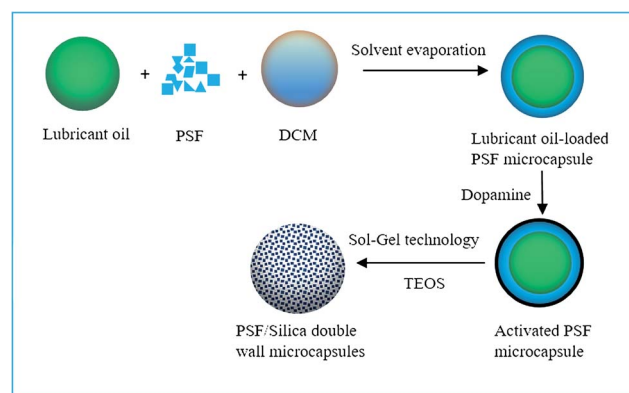 Solvent evaporation
+
+
Lubricant oil
PSF
DCM
Lubricant oil-loaded
PSF microcapsule
Dopamine
Sol-Gel technology
TEOS
PSF/Silica double
wall microcapsules
Activated PSF
microcapsule